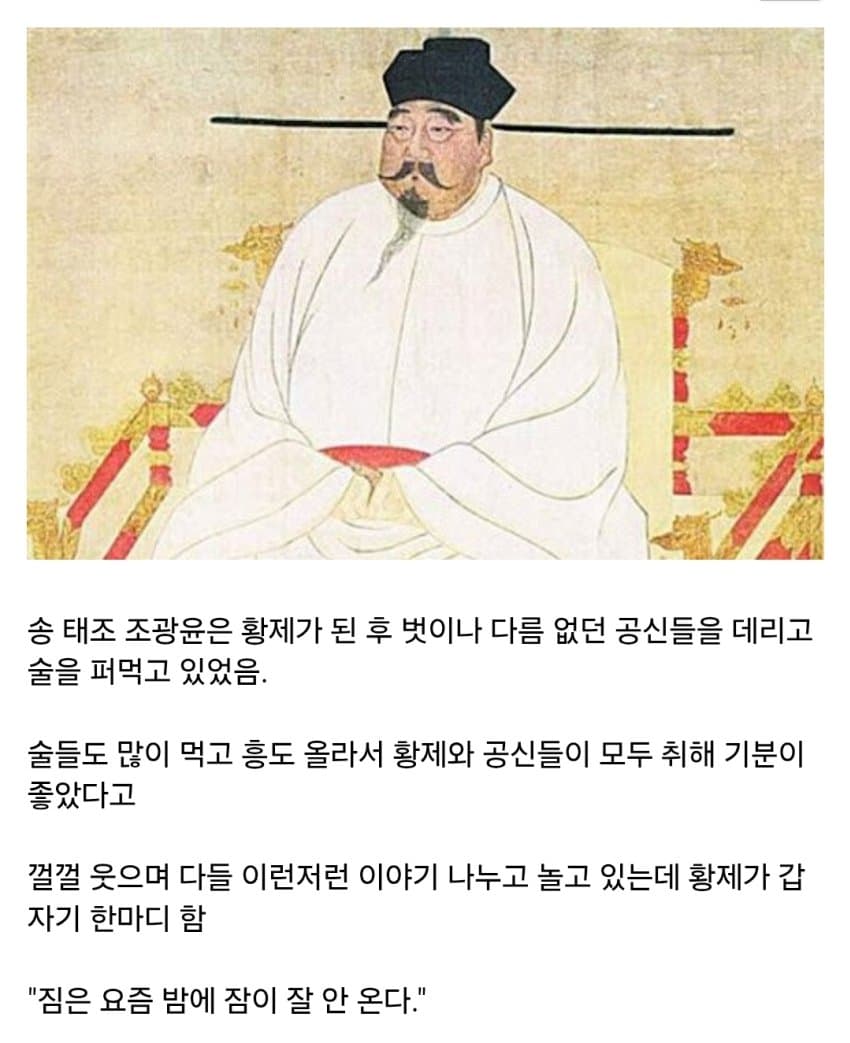 송 태조 조광윤은 황제가 된 후 벗이나 다름 없던 공신들을 데리고
술을 퍼먹고 있었음.
술들도 많이 먹고 흥도 올라서 황제와 공신들이 모두 취해 기분이
좋았다고
껄껄 웃으며 다들 이런저런 이야기 나누고 놀고 있는데 황제가 갑
자기 한마디 함
"짐은 요즘 밤에 잠이 잘 안 온다."